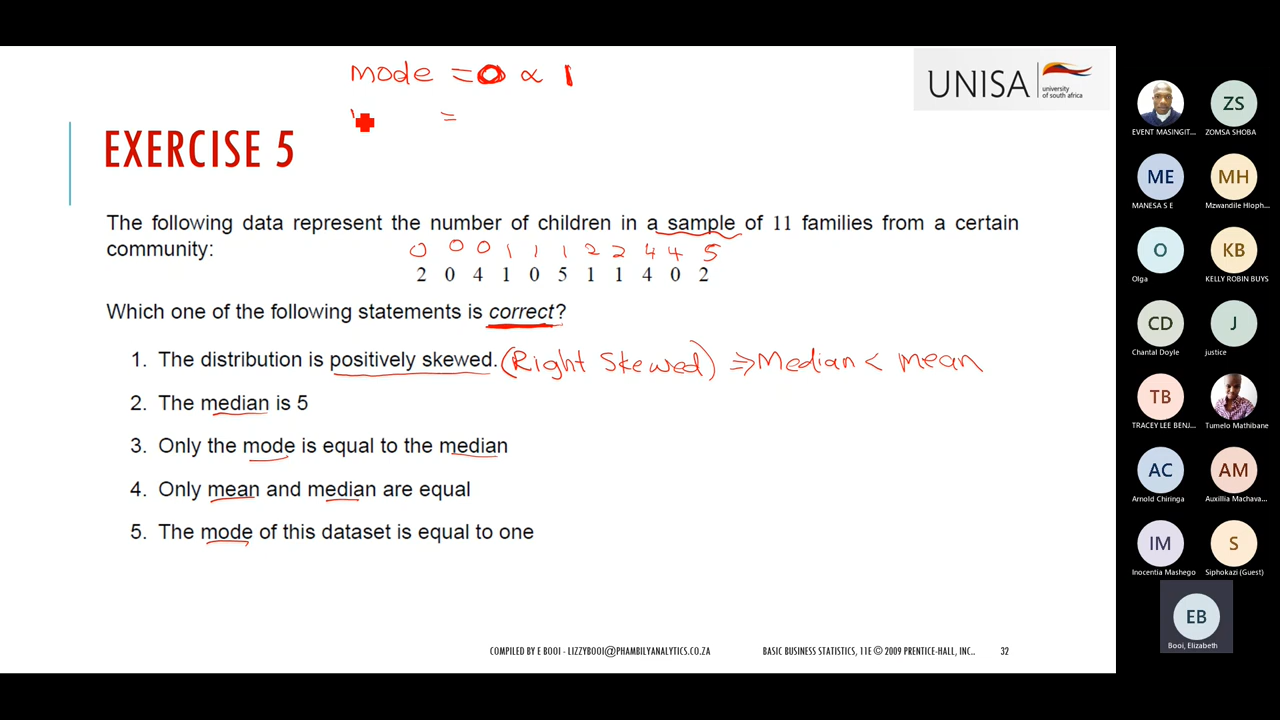 mode = 0 & 1
=
UNISA
university
of south africa
EXERCISE 5
The following data represent the number of children in a sample of 11 families from a certain
community:
0 0 0 1 1 1 2 2 4 4 5
2 0 4 1 0 5 1 1 4 0 2
Which one of the following statements is correct?
1. The distribution is positively skewed. (Right Skewed) ⇒ Median < mean
2. The median is 5
3. Only the mode is equal to the median
4. Only mean and median are equal
5. The mode of this dataset is equal to one
COMPILED BY E BOOI - LIZZYBOOI@PHAMBILYANALYTICS.CO.ZA
BASIC BUSINESS STATISTICS, 11E © 2009 PRENTICE-HALL, INC..
32
EVENT MASINGIT...
ZS
ZOMSA SHOBA
ME
MANESA S E
MH
Mzwandile Hloph...
O
Olga
KB
KELLY ROBIN BUYS
CD
Chantal Doyle
J
justice
TB
TRACEY LEE BENJ...
Tumelo Mathibane
AC
Arnold Chiringa
AM
Auxillia Machava...
IM
Inocentia Mashego
S
Siphokazi (Guest)
EB
Booi, Elizabeth